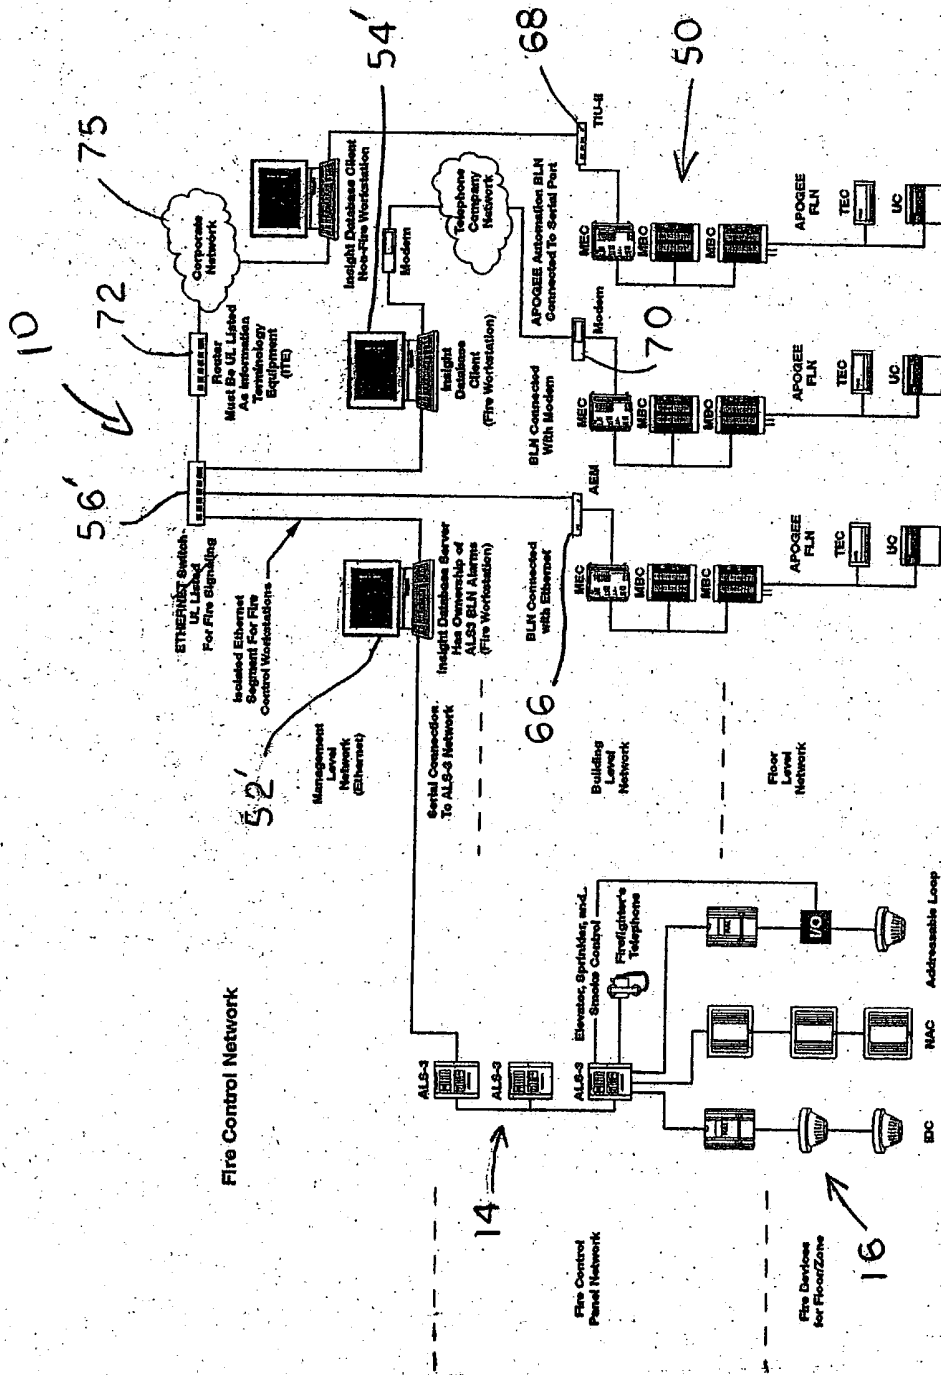 Fire Control Network
10
56'
72
75
54'
68
50
ETHERNET Switch-
UL Listed
For Fire Signaling
Router
Must Be UL Listed
As Information
Terminology
Equipment
(ITE)
Corporate
Network
Isolated Ethernet
Segment For Fire
Control Workstations
Insight Database Client
Non-Fire Workstation
52'
Management
Level
Network
(Ethernet)
Insight Database Server
Has Ownership of
ALS3 BLN Alarms
(Fire Workstation)
Insight
Database
Client
(Fire Workstation)
Modem
Telephone
Company
Network
Serial Connection
To ALS-3 Network
ALS-3
ALS-3
ALS-3
14
Elevator, Sprinkler, and
Smoke Control
Firefighter's
Telephone
Fire Control
Panel Network
Building
Level
Network
66
BLN Connected
with Ethernet
AEM
BLN Connected
With Modem
Modem
70
APOGEE Automation BLN
Connected To Serial Port
TIU-II
MEC
MBC
MBC
MEC
MBC
MBC
MEC
MBC
MBC
Fire Devices
for Floor/Zone
16
I/O
IDC
NAC
Addressable Loop
Floor
Level
Network
APOGEE
FLN
TEC
UC
APOGEE
FLN
TEC
UC
APOGEE
FLN
TEC
UC